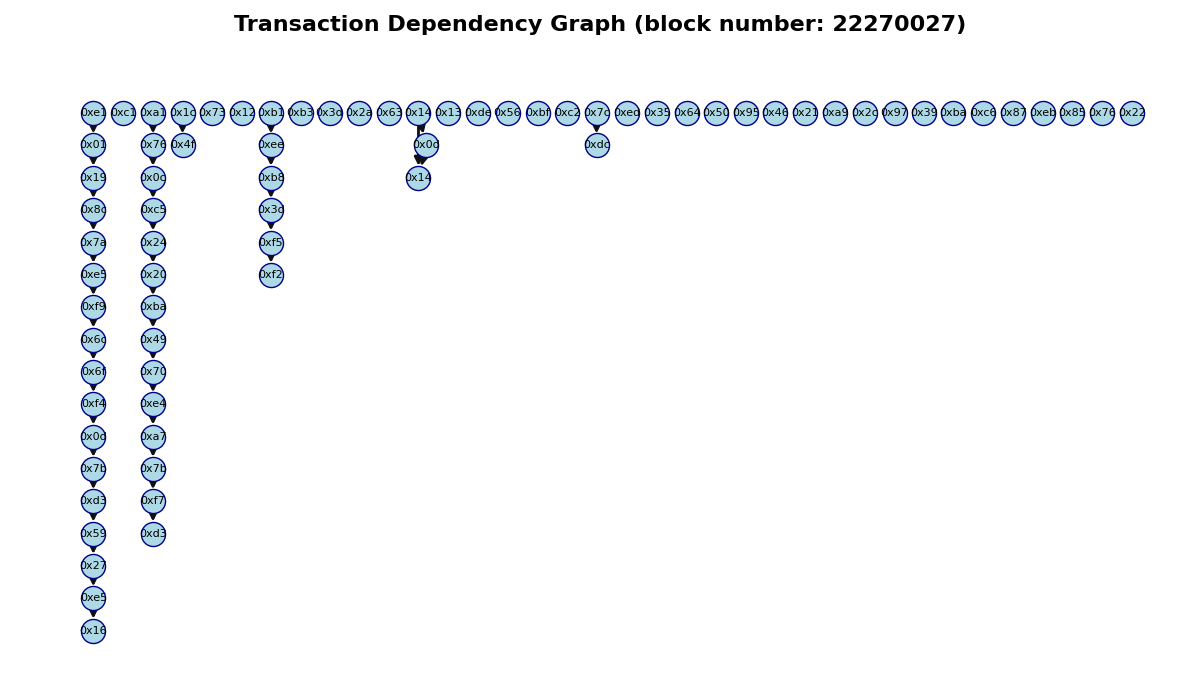 Transaction Dependency Graph (block number: 22270027)
0xe1 0xc1 0xa1 0x1c 0x73 0x12 0xb1 0xb3 0x3d 0x2a 0x63 0x14 0x13 0xde 0x56 0xbf 0xc2 0x7c 0xed 0x35 0x64 0x50 0x95 0x46 0x21 0xa9 0x2c 0x97 0x39 0xba 0xc6 0x87 0xeb 0x85 0x76 0x22
0x01 0x76 0x4f 0xee 0x0d 0xdc
0x19 0x0c 0xb8 0x14
0x8c 0xc5 0x3d
0x7a 0x24 0xf5
0xe5 0x20 0xf2
0xf9 0xba
0x6c 0x49
0x6f 0x70
0xf4 0xe4
0x0d 0xa7
0x7b 0x7b
0xd3 0xf7
0x59 0xd3
0x27
0xe5
0x16